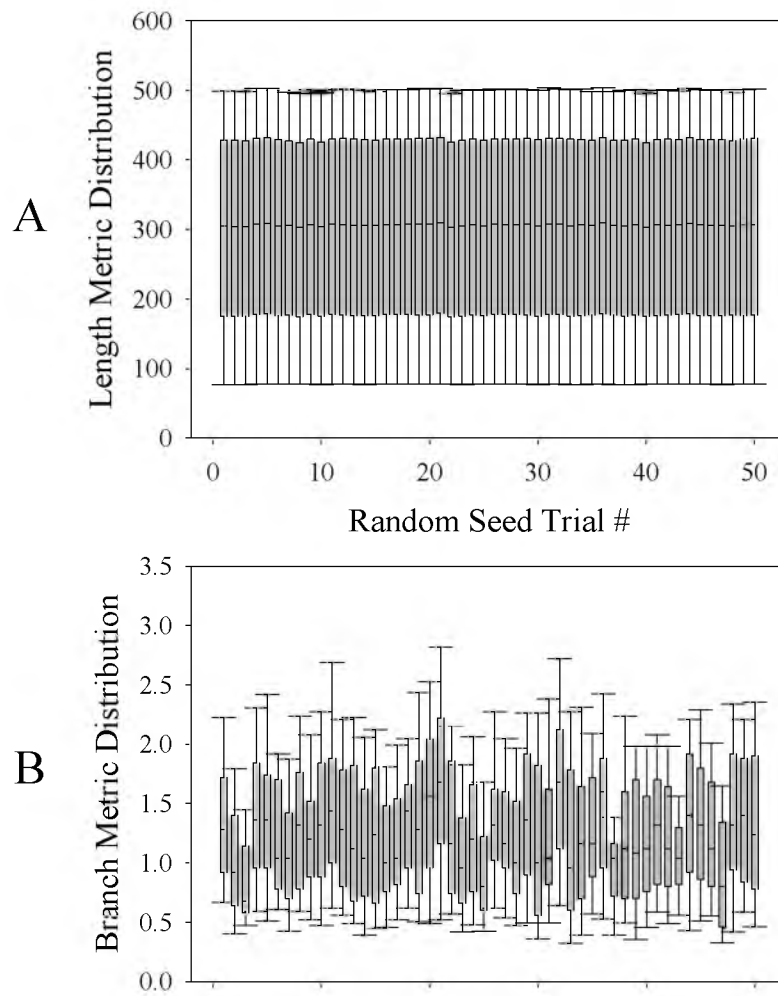 600
500
400
300
200
100
0
A
Length Metric Distribution
0 10 20 30 40 50
Random Seed Trial #
3.5
3.0
2.5
2.0
1.5
1.0
0.5
0.0
B
Branch Metric Distribution